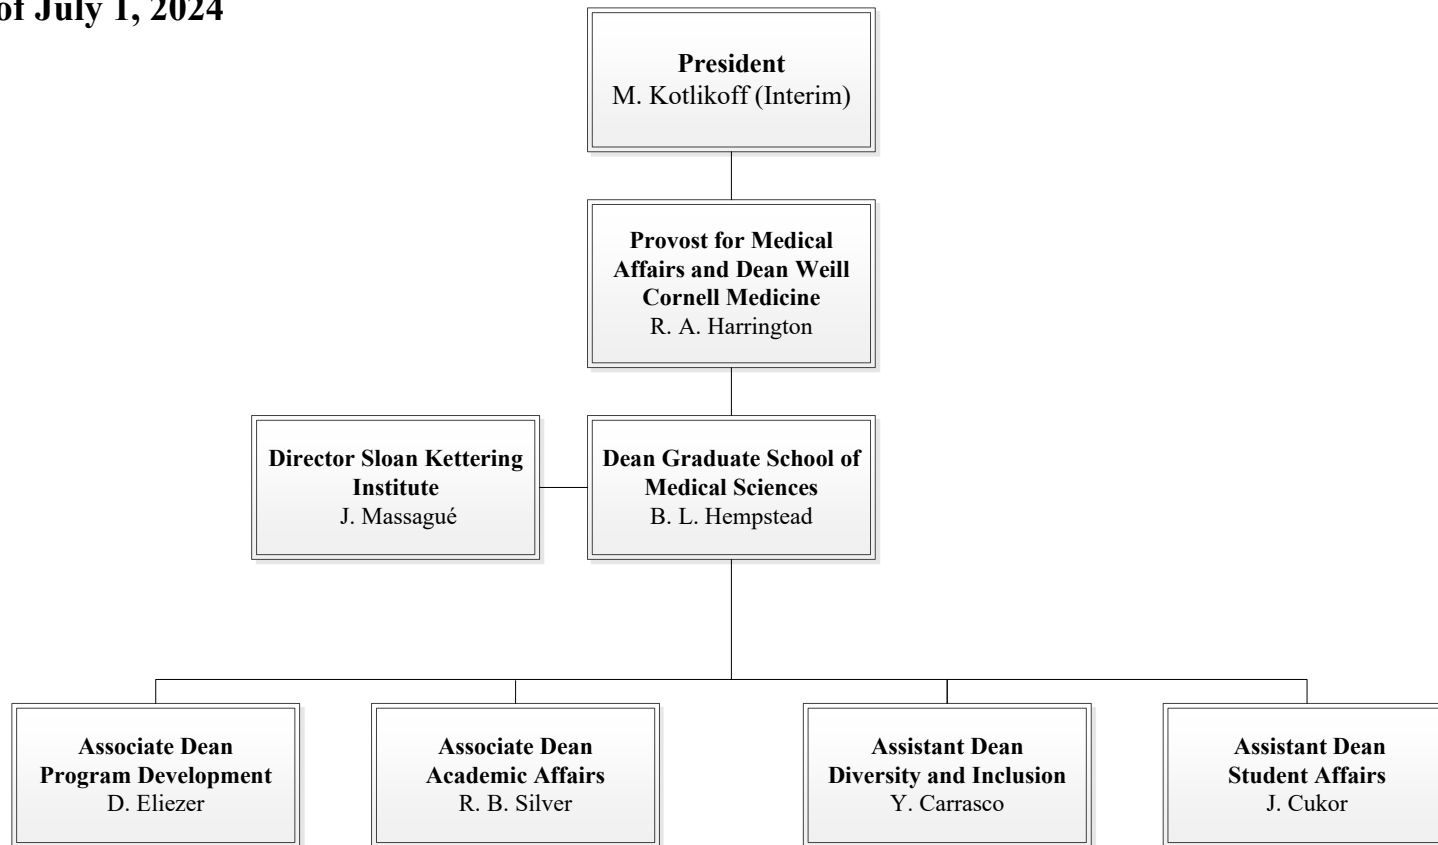 of July 1, 2024
President
M. Kotlikoff (Interim)
Provost for Medical
Affairs and Dean Weill
Cornell Medicine
R. A. Harrington
Director Sloan Kettering
Institute
J. Massagué
Dean Graduate School of
Medical Sciences
B. L. Hempstead
Associate Dean
Program Development
D. Eliezer
Associate Dean
Academic Affairs
R. B. Silver
Assistant Dean
Diversity and Inclusion
Y. Carrasco
Assistant Dean
Student Affairs
J. Cukor